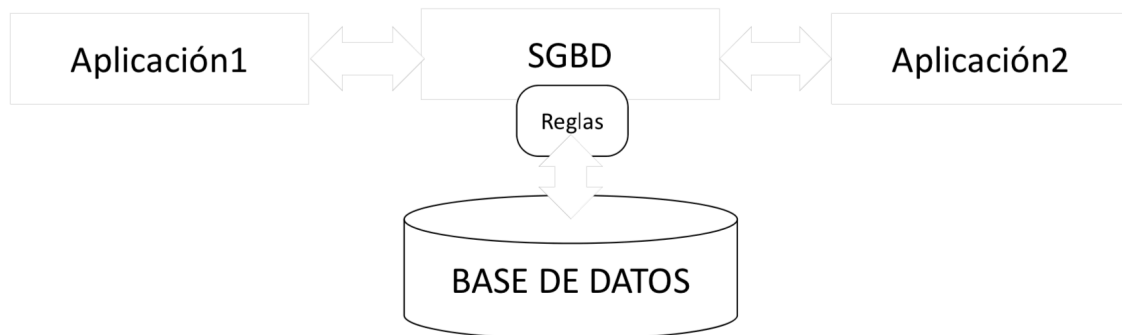 Aplicación1
SGBD
Aplicación2
Reglas
BASE DE DATOS